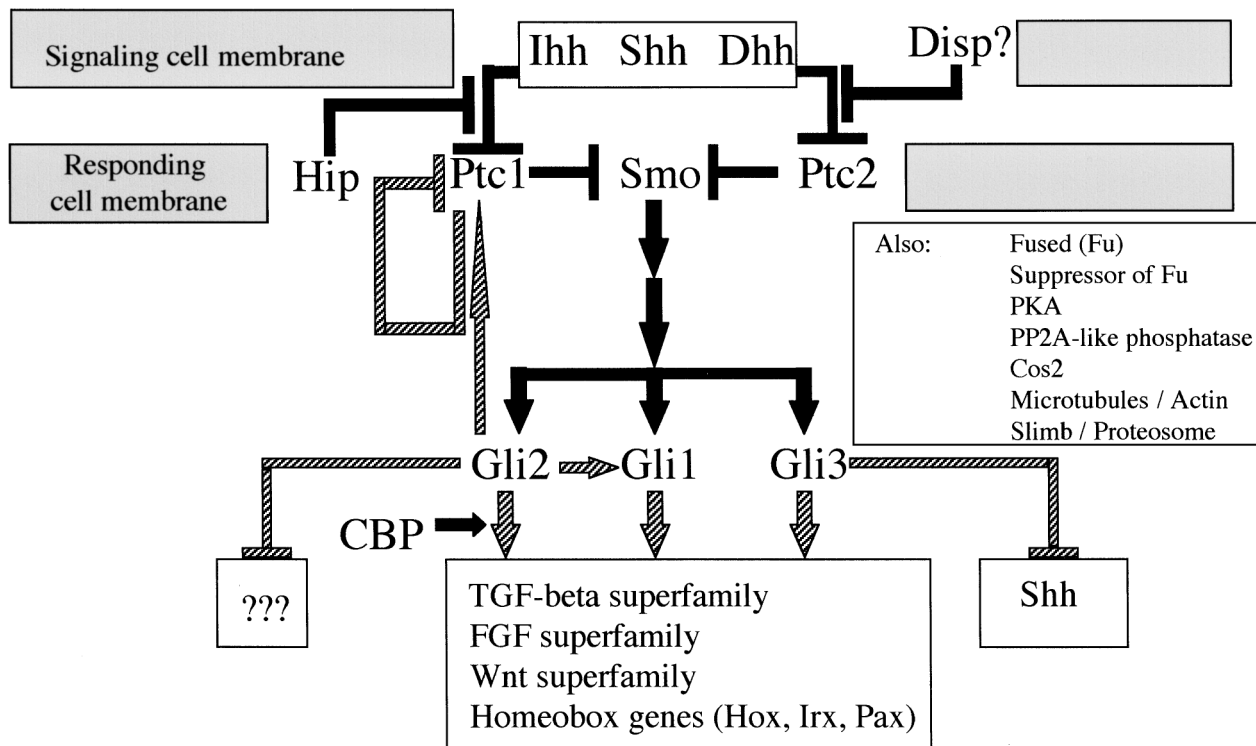 Signaling cell membrane
Ihh Shh Dhh
Disp?
Responding
cell membrane
Hip
Ptc1
Smo
Ptc2
Also: Fused (Fu)
Suppressor of Fu
PKA
PP2A-like phosphatase
Cos2
Microtubules / Actin
Slimb / Proteosome
Gli2
Gli1
Gli3
CBP
???
TGF-beta superfamily
FGF superfamily
Wnt superfamily
Homeobox genes (Hox, Irx, Pax)
Shh